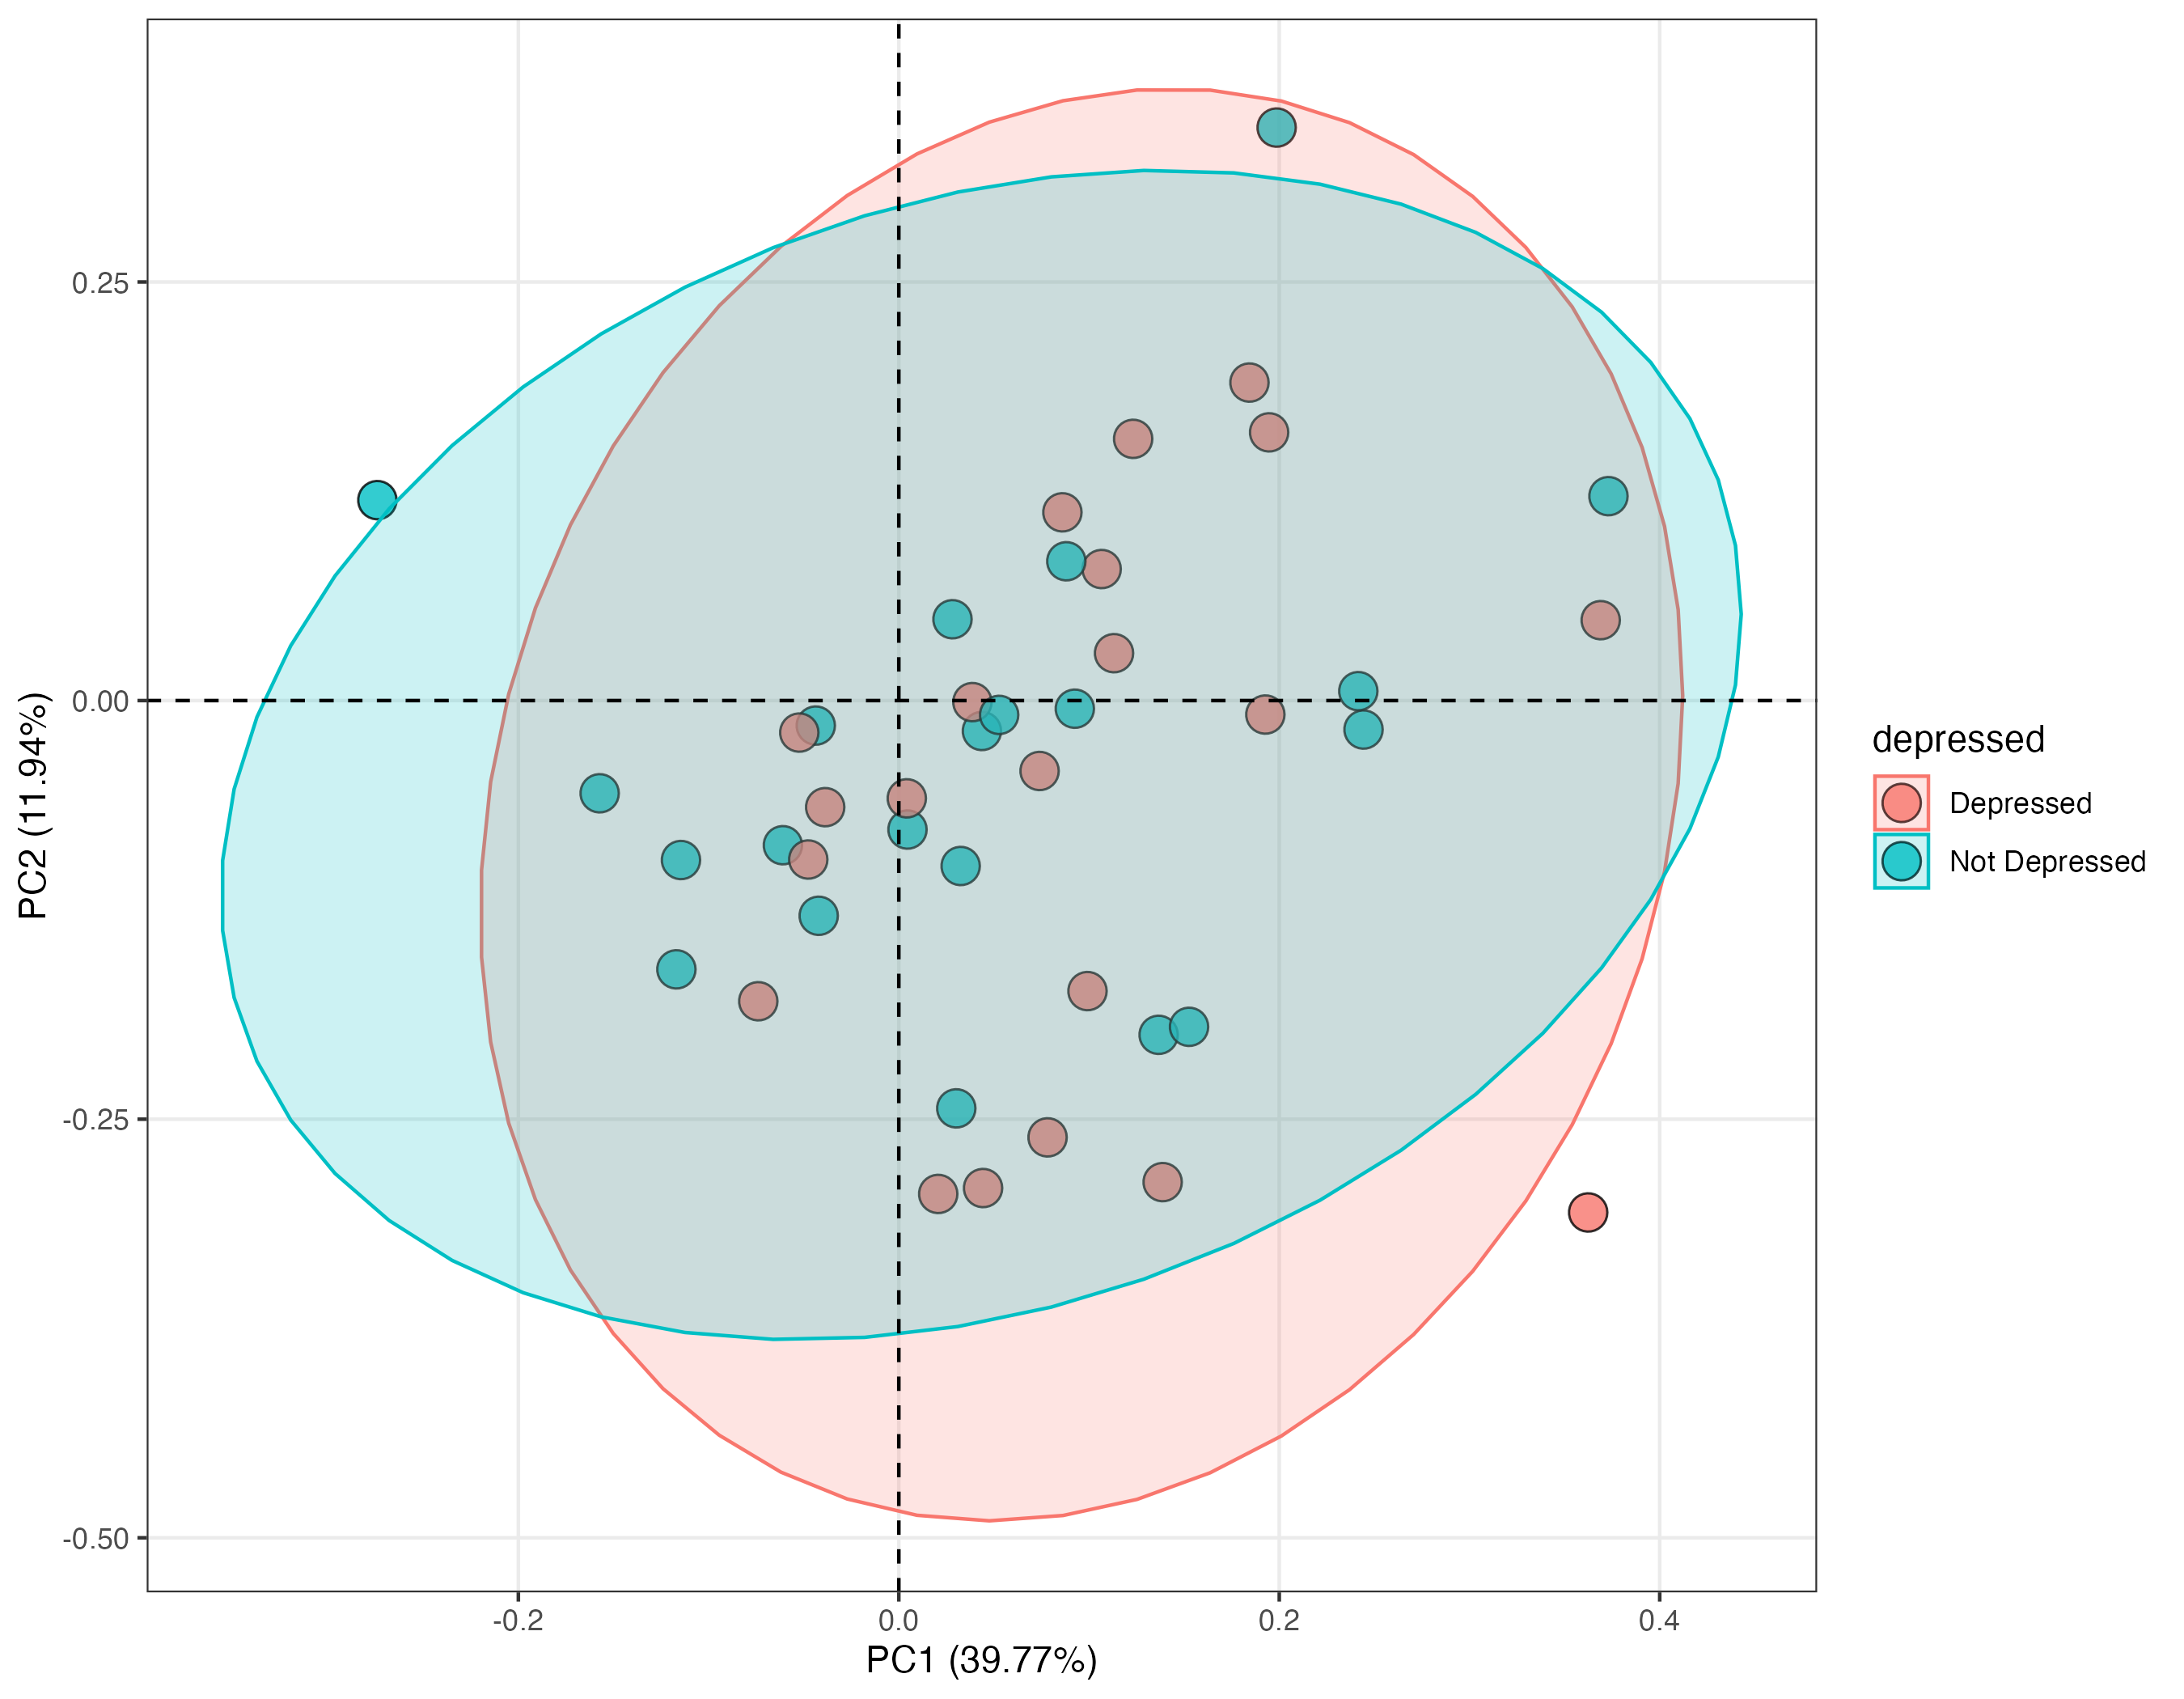 0.25
0.00
-0.25
-0.50
PC2 (11.94%)
-0.2
0.0
0.2
0.4
PC1 (39.77%)
depressed
Depressed
Not Depressed